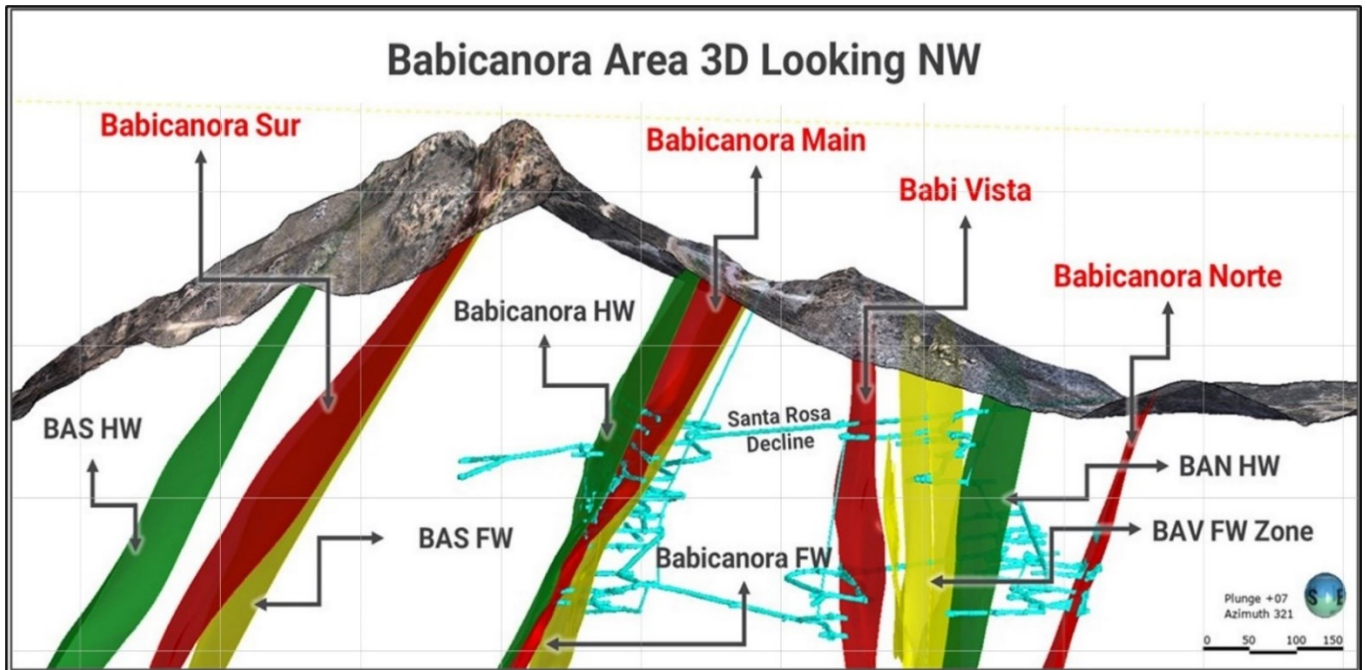 Babicanora Area 3D Looking NW
Babicanora Sur
Babicanora Main
Babi Vista
Babicanora Norte
Babicanora HW
Santa Rosa
Decline
BAS HW
BAN HW
BAS FW
Babicanora FW
BAV FW Zone
Plunge +07
Azimuth 321
S E
0 50 100 150